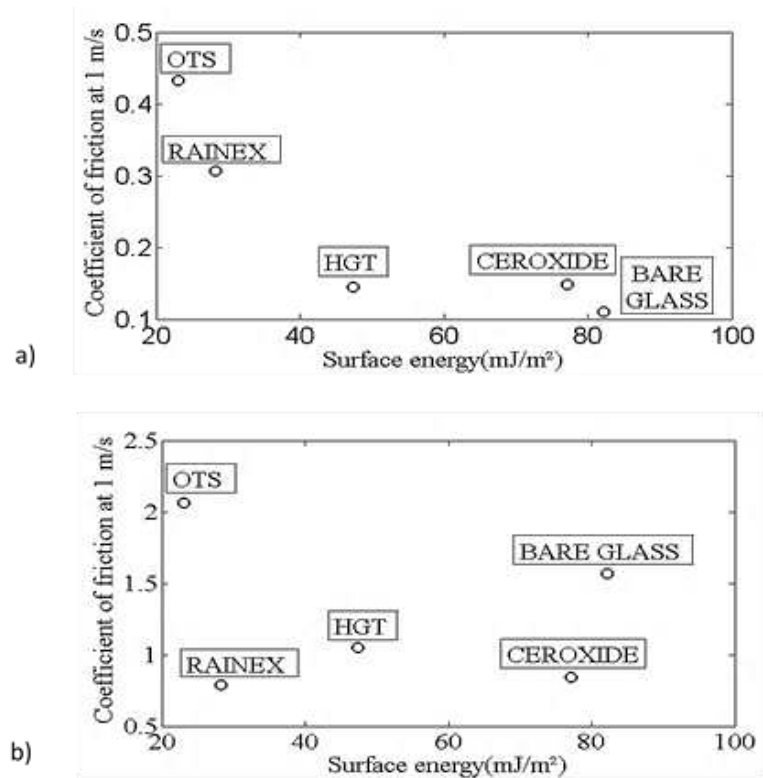 a)
Coefficient of friction at 1 m/s
0.5
0.4
0.3
0.2
0.1
OTS
RAINEX
HGT
CEROXIDE
BARE
GLASS
20
40
60
80
100
Surface energy(mJ/m²)
b)
Coefficient of friction at 1 m/s
2.5
2
1.5
1
0.5
OTS
BARE GLASS
HGT
RAINEX
CEROXIDE
20
40
60
80
100
Surface energy(mJ/m²)